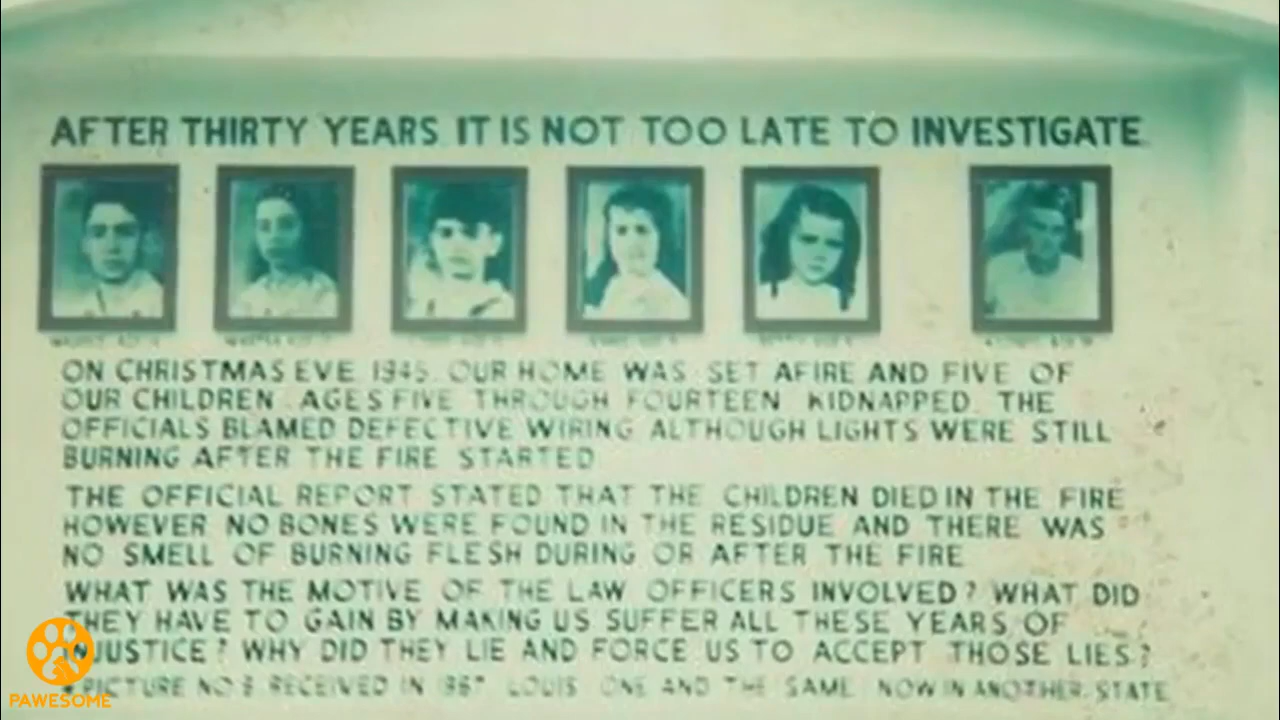 AFTER THIRTY YEARS IT IS NOT TOO LATE TO INVESTIGATE
ON CHRISTMAS EVE 1945 OUR HOME WAS SET AFIRE AND FIVE OF
OUR CHILDREN AGES FIVE THROUGH FOURTEEN KIDNAPPED THE
OFFICIALS BLAMED DEFECTIVE WIRING ALTHOUGH LIGHTS WERE STILL
BURNING AFTER THE FIRE STARTED
THE OFFICIAL REPORT STATED THAT THE CHILDREN DIED IN THE FIRE
HOWEVER NO BONES WERE FOUND IN THE RESIDUE AND THERE WAS
NO SMELL OF BURNING FLESH DURING OR AFTER THE FIRE
WHAT WAS THE MOTIVE OF THE LAW OFFICERS INVOLVED? WHAT DID
THEY HAVE TO GAIN BY MAKING US SUFFER ALL THESE YEARS OF
INJUSTICE? WHY DID THEY LIE AND FORCE US TO ACCEPT THOSE LIES?
PICTURE NO RECEIVED IN LOUIS ONE AND THE SAME NOW IN ANOTHER STATE
PAWESOME